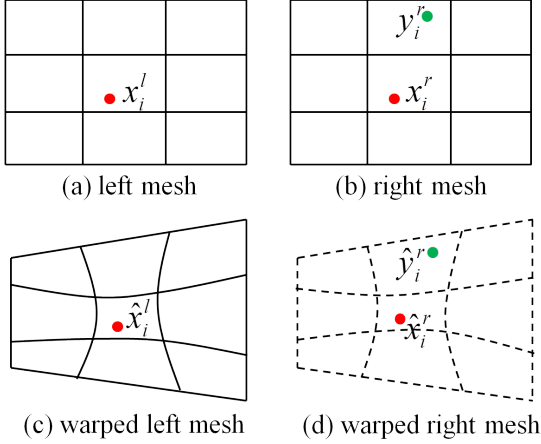 y_i^r
x_i^l x_i^r
(a) left mesh (b) right mesh
ŷ_i^r
x̂_i^l x̂_i^r
(c) warped left mesh (d) warped right mesh